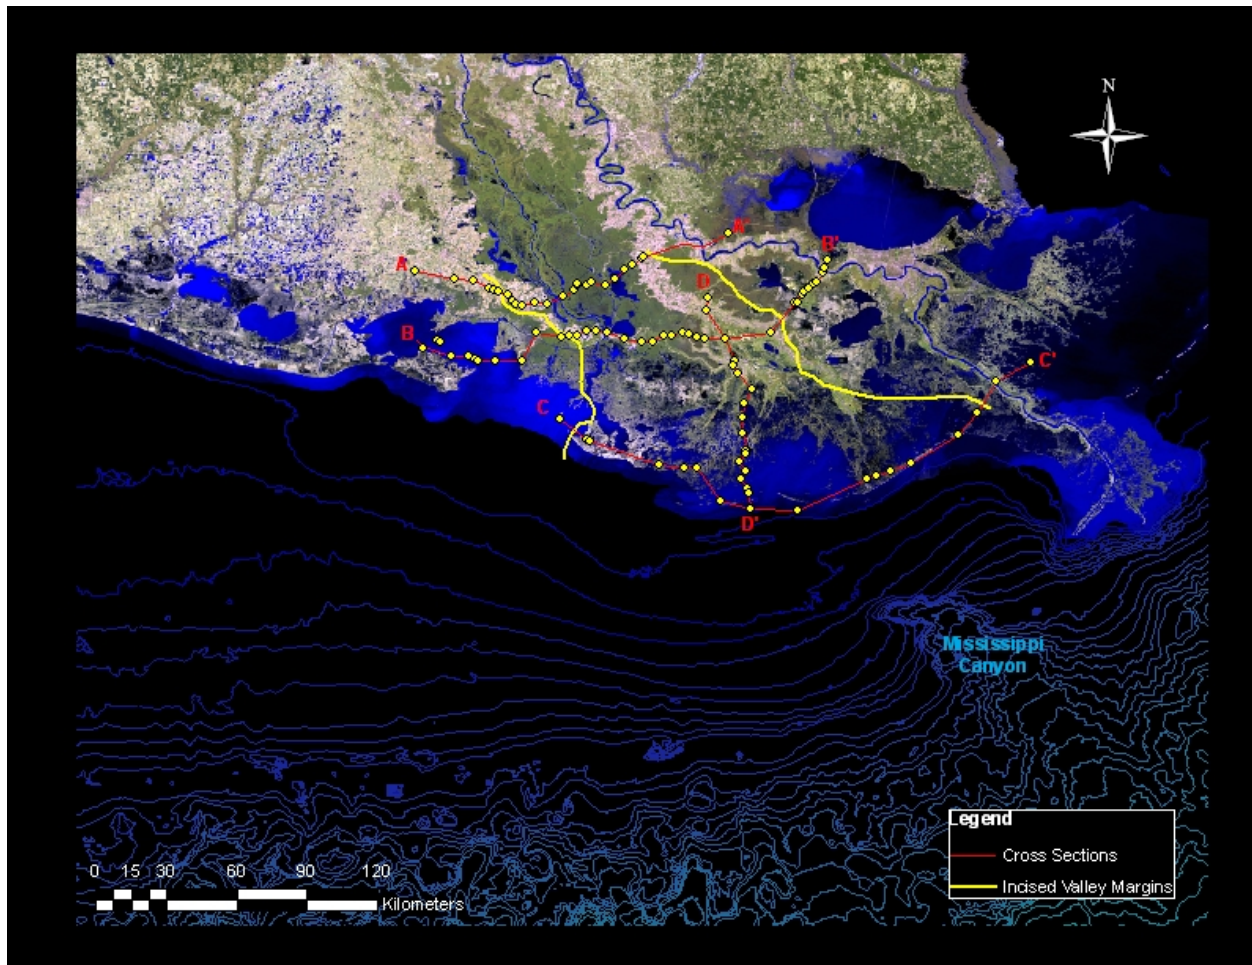 N
A'
B'
A
D
B
C'
C
D'
Mississippi
Canyon
Legend
Cross Sections
Incised Valley Margins
0 15 30 60 90 120
Kilometers